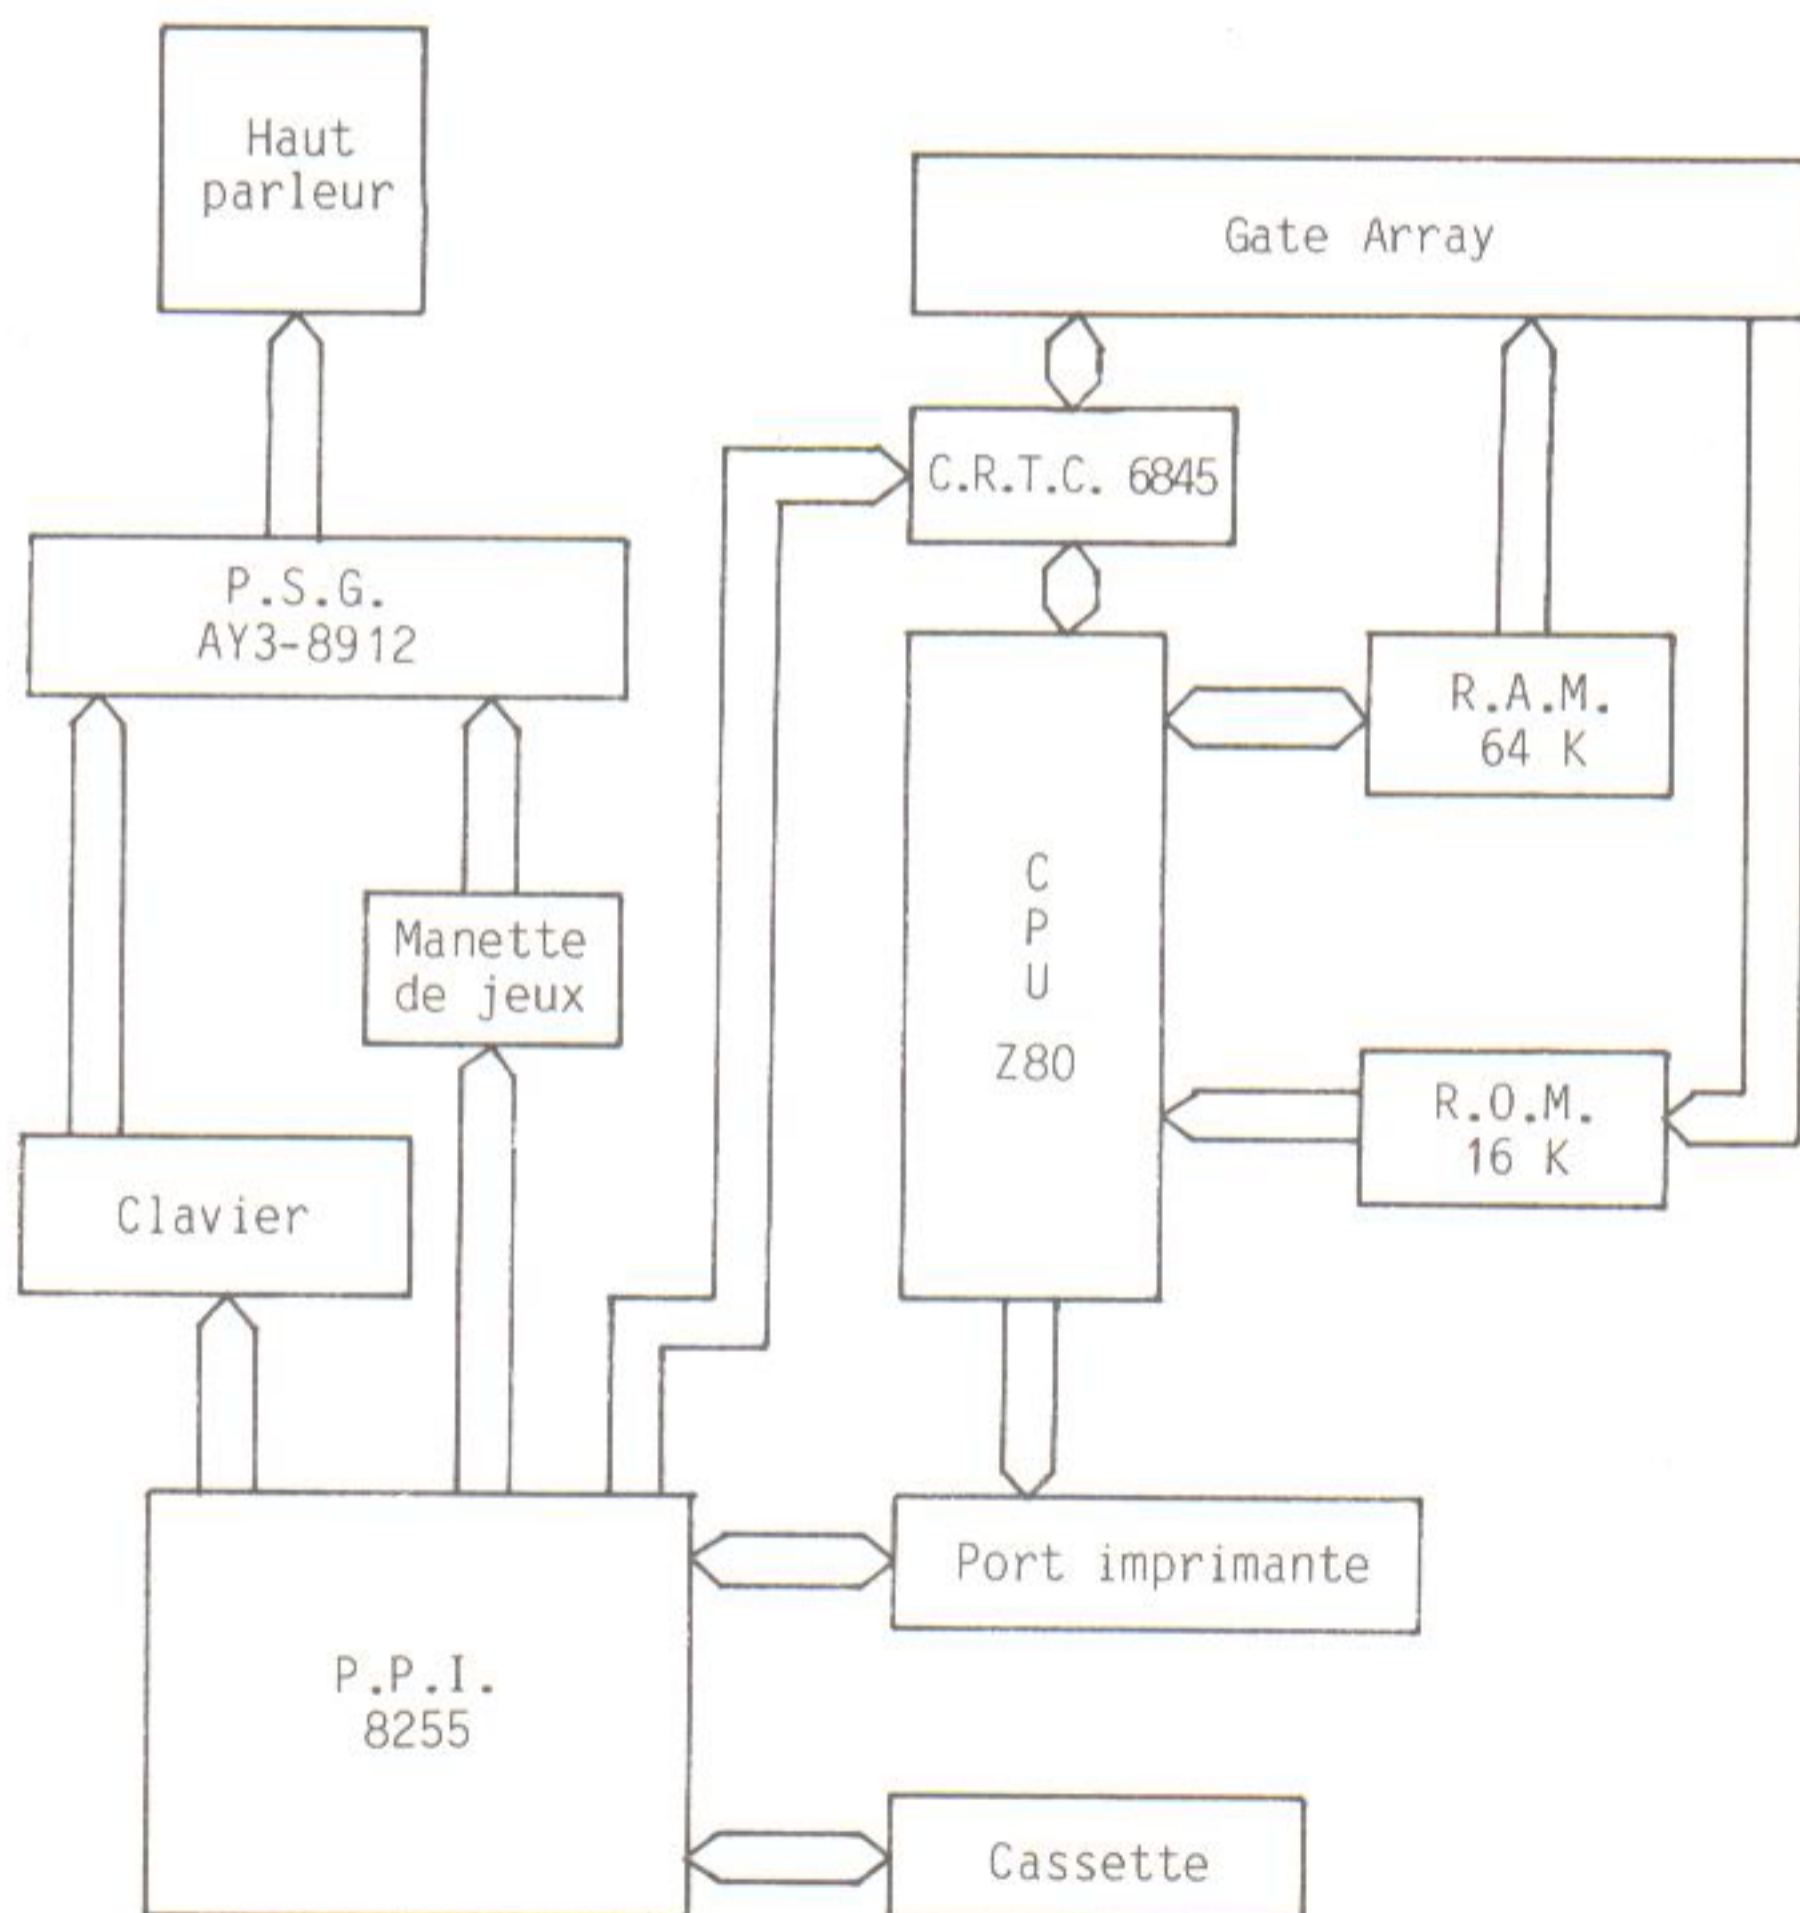 Haut
parleur
Gate Array
C.R.T.C. 6845
P.S.G.
AY3-8912
R.A.M.
64 K
C
P
U
Z80
Manette
de jeux
R.O.M.
16 K
Clavier
Port imprimante
P.P.I.
8255
Cassette